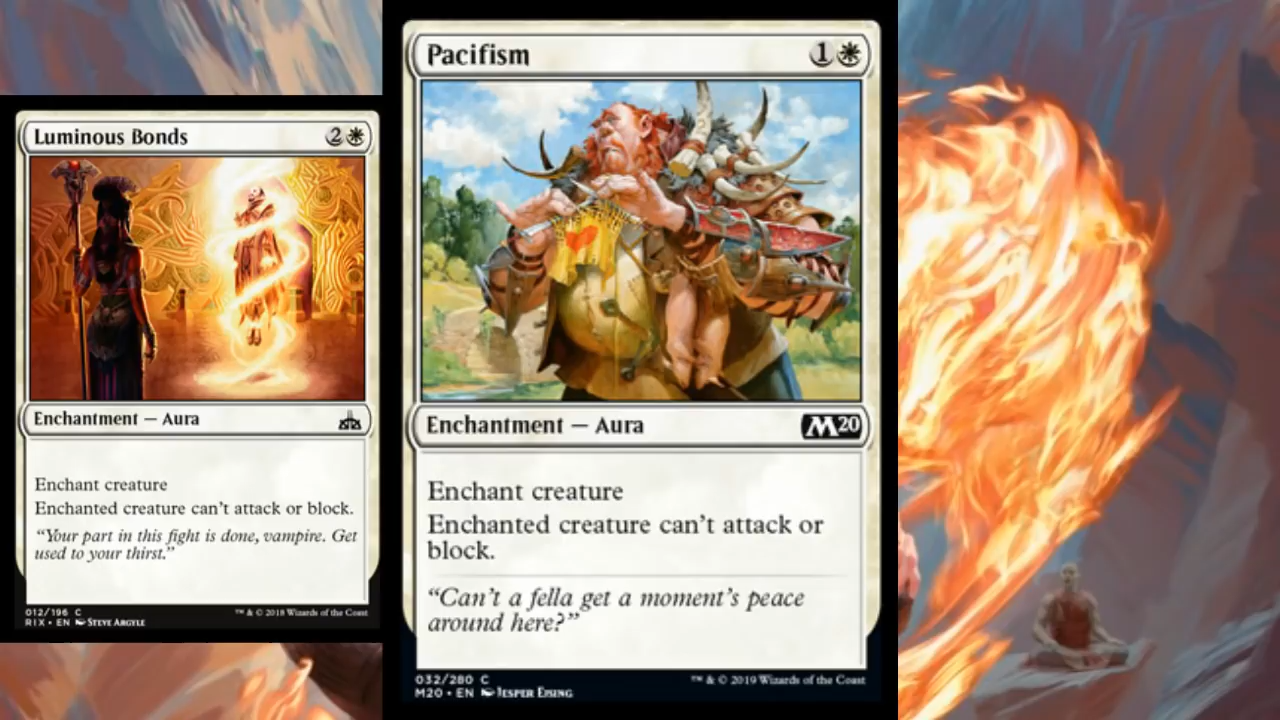 Luminous Bonds 2
Enchantment — Aura
Enchant creature
Enchanted creature can't attack or block.
“Your part in this fight is done, vampire. Get
used to your thirst.”
012/196 C
™ & © 2018 Wizards of the Coast
RIX • EN Steve Argyle
Pacifism 1
Enchantment — Aura M20
Enchant creature
Enchanted creature can't attack or
block.
“Can't a fella get a moment's peace
around here?”
032/280 C
™ & © 2019 Wizards of the Coast
M20 • EN Jesper Ejsing